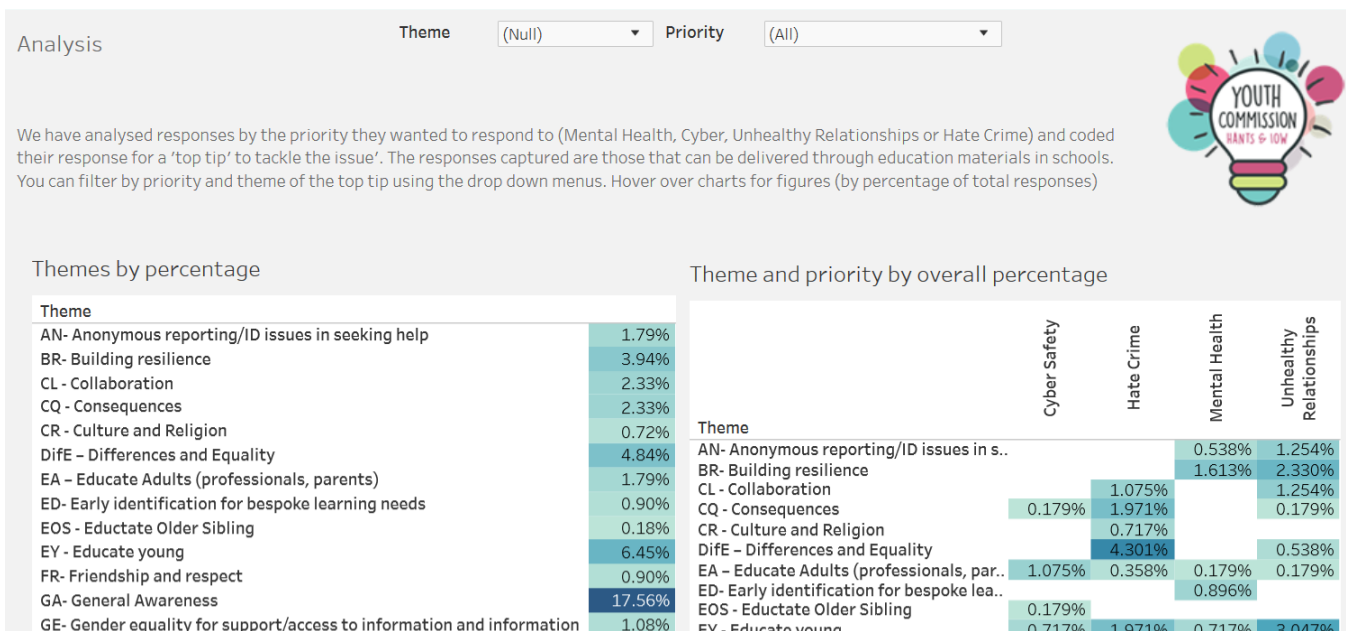 Analysis
Theme
(Null)
Priority
(All)
YOUTH
COMMISSION
HANTS & IOW
We have analysed responses by the priority they wanted to respond to (Mental Health, Cyber, Unhealthy Relationships or Hate Crime) and coded
their response for a 'top tip' to tackle the issue'. The responses captured are those that can be delivered through education materials in schools.
You can filter by priority and theme of the top tip using the drop down menus. Hover over charts for figures (by percentage of total responses)
Themes by percentage
Theme
AN- Anonymous reporting/ID issues in seeking help 1.79%
BR- Building resilience 3.94%
CL - Collaboration 2.33%
CQ - Consequences 2.33%
CR - Culture and Religion 0.72%
DifE – Differences and Equality 4.84%
EA – Educate Adults (professionals, parents) 1.79%
ED- Early identification for bespoke learning needs 0.90%
EOS - Eductate Older Sibling 0.18%
EY - Educate young 6.45%
FR- Friendship and respect 0.90%
GA- General Awareness 17.56%
GE- Gender equality for support/access to information and information 1.08%
Theme and priority by overall percentage
Cyber Safety
Hate Crime
Mental Health
Unhealthy
Relationships
Theme
AN- Anonymous reporting/ID issues in s.. 0.538% 1.254%
BR- Building resilience 1.613% 2.330%
CL - Collaboration 1.075% 1.254%
CQ - Consequences 0.179% 1.971% 0.179%
CR - Culture and Religion 0.717%
DifE – Differences and Equality 4.301% 0.538%
EA – Educate Adults (professionals, par.. 1.075% 0.358% 0.179% 0.179%
ED- Early identification for bespoke lea.. 0.896%
EOS - Eductate Older Sibling 0.179%
EY - Educate young 0.717% 1.971% 0.717% 3.047%